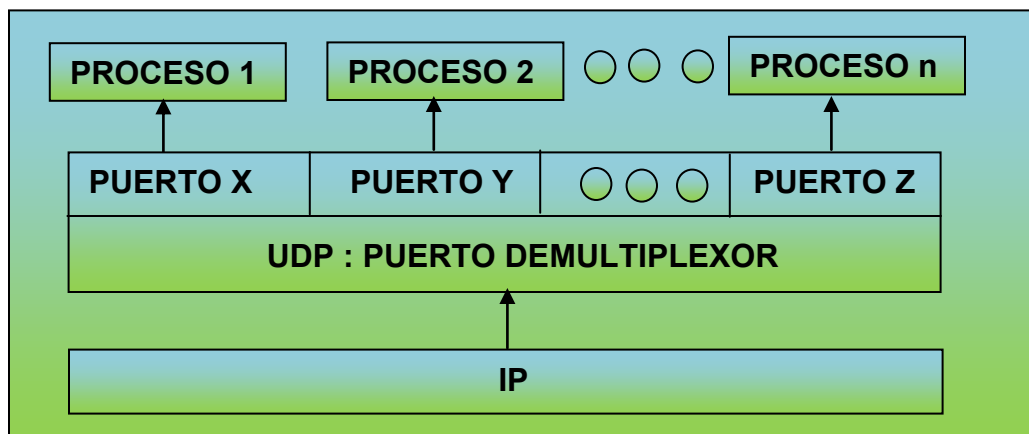 PROCESO 1
PROCESO 2
PROCESO n
PUERTO X
PUERTO Y
PUERTO Z
UDP : PUERTO DEMULTIPLEXOR
IP